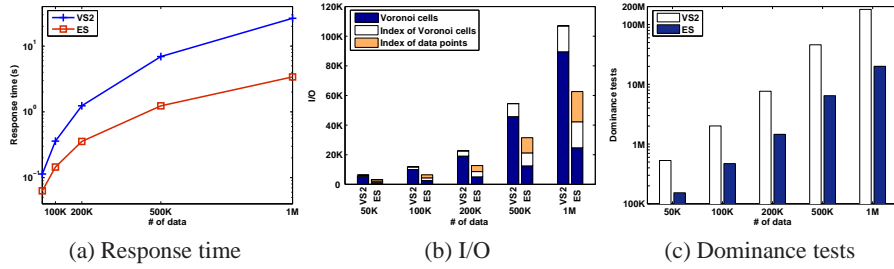 VS2
ES
10^1
10^0
10^-1
Response time (s)
100K 200K 500K 1M
# of data
(a) Response time
120K
100K
80K
60K
40K
20K
0
I/O
Voronoi cells
Index of Voronoi cells
Index of data points
VS2 ES VS2 ES VS2 ES VS2 ES VS2 ES
50K 100K 200K 500K 1M
# of data
(b) I/O
200M
100M
10M
1M
100K
Dominance tests
VS2
ES
50K 100K 200K 500K 1M
# of data
(c) Dominance tests